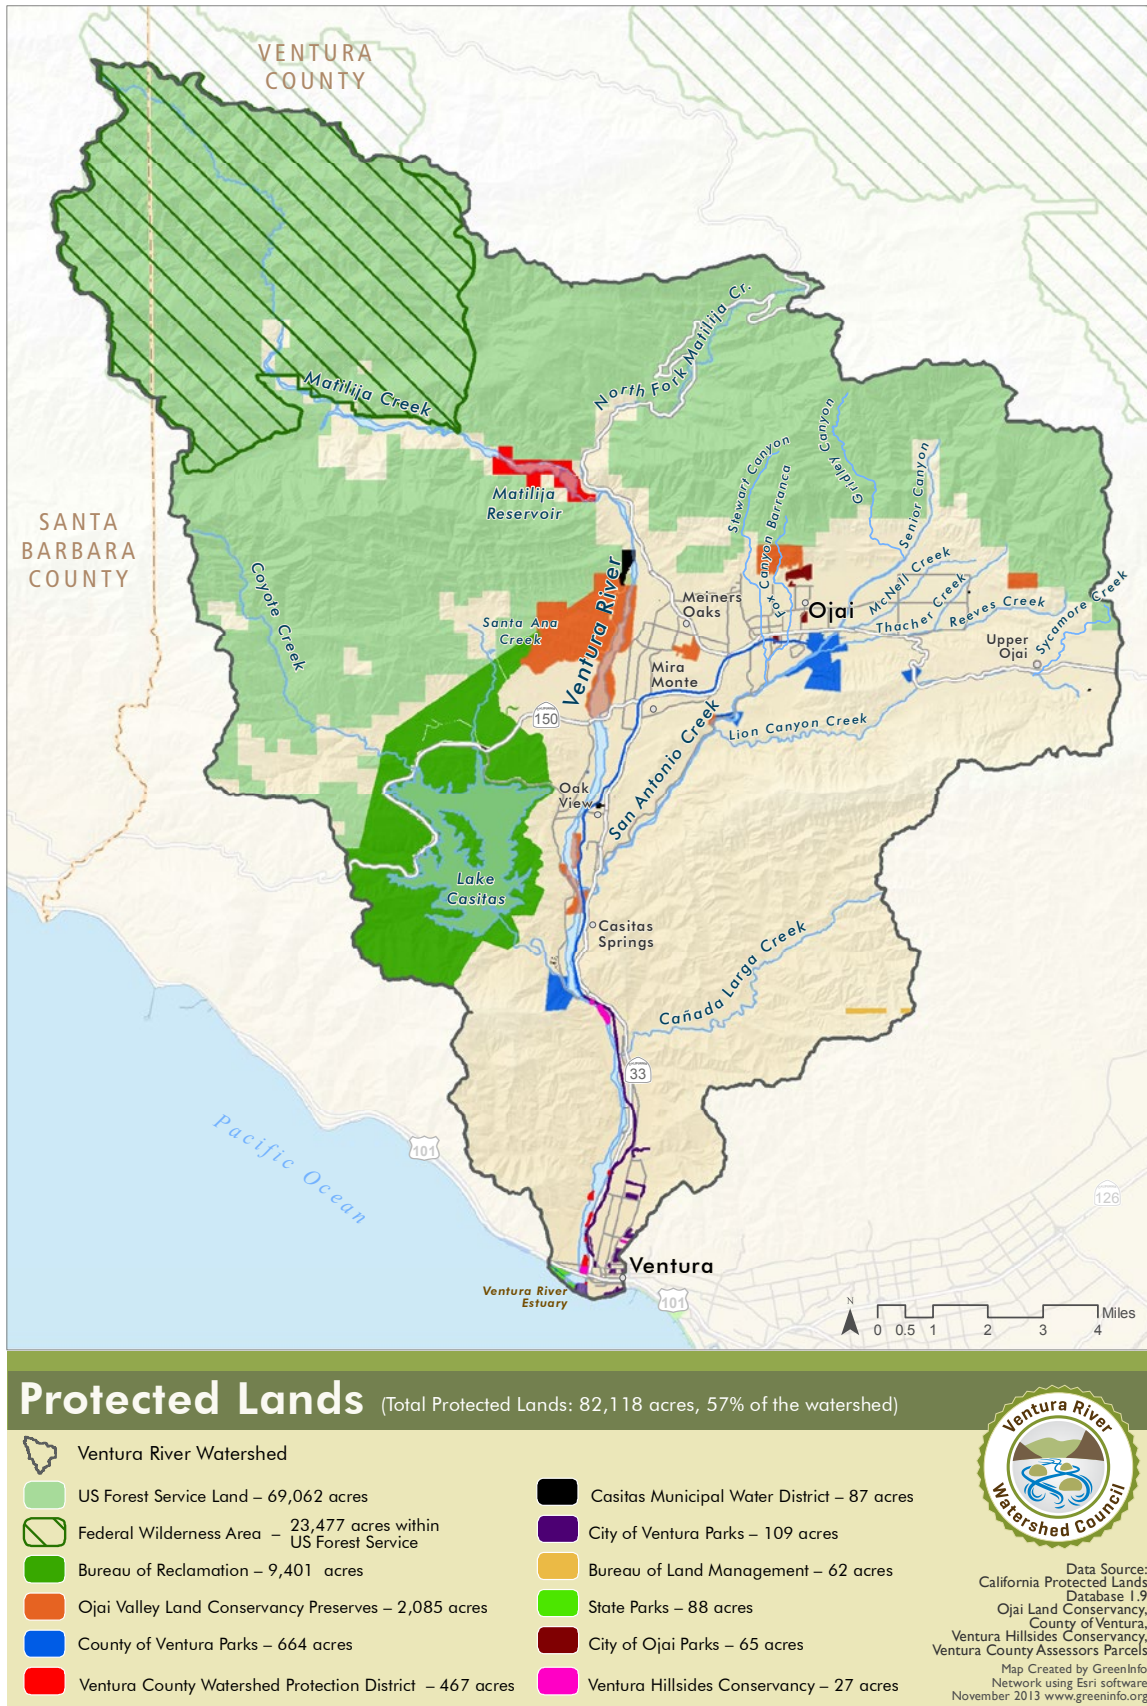 VENTURA
COUNTY
SANTA
BARBARA
COUNTY
Matilija Creek
North Fork Matilija Cr.
Matilija
Reservoir
Stewart Canyon
Fox Canyon Barranca
Gridley Canyon
Senior Canyon
McNell Creek
Thacher Creek
Reeves Creek
Sycamore Creek
Coyote Creek
Santa Ana
Creek
Ventura River
Meiners
Oaks
Ojai
Upper
Ojai
Mira
Monte
CALIFORNIA
150
Lion Canyon Creek
San Antonio Creek
Oak
View
Lake
Casitas
Casitas
Springs
Cañada Larga Creek
CALIFORNIA
33
Pacific Ocean
101
126
Ventura
Ventura River
Estuary
101
N
Miles
0 0.5 1 2 3 4
Protected Lands (Total Protected Lands: 82,118 acres, 57% of the watershed)
Ventura River Watershed
US Forest Service Land – 69,062 acres
Federal Wilderness Area – 23,477 acres within
US Forest Service
Bureau of Reclamation – 9,401 acres
Ojai Valley Land Conservancy Preserves – 2,085 acres
County of Ventura Parks – 664 acres
Ventura County Watershed Protection District – 467 acres
Casitas Municipal Water District – 87 acres
City of Ventura Parks – 109 acres
Bureau of Land Management – 62 acres
State Parks – 88 acres
City of Ojai Parks – 65 acres
Ventura Hillsides Conservancy – 27 acres
Ventura River
Watershed Council
Data Source:
California Protected Lands
Database 1.9
Ojai Land Conservancy,
County of Ventura,
Ventura Hillsides Conservancy,
Ventura County Assessors Parcels
Map Created by GreenInfo
Network using Esri software
November 2013 www.greeninfo.org